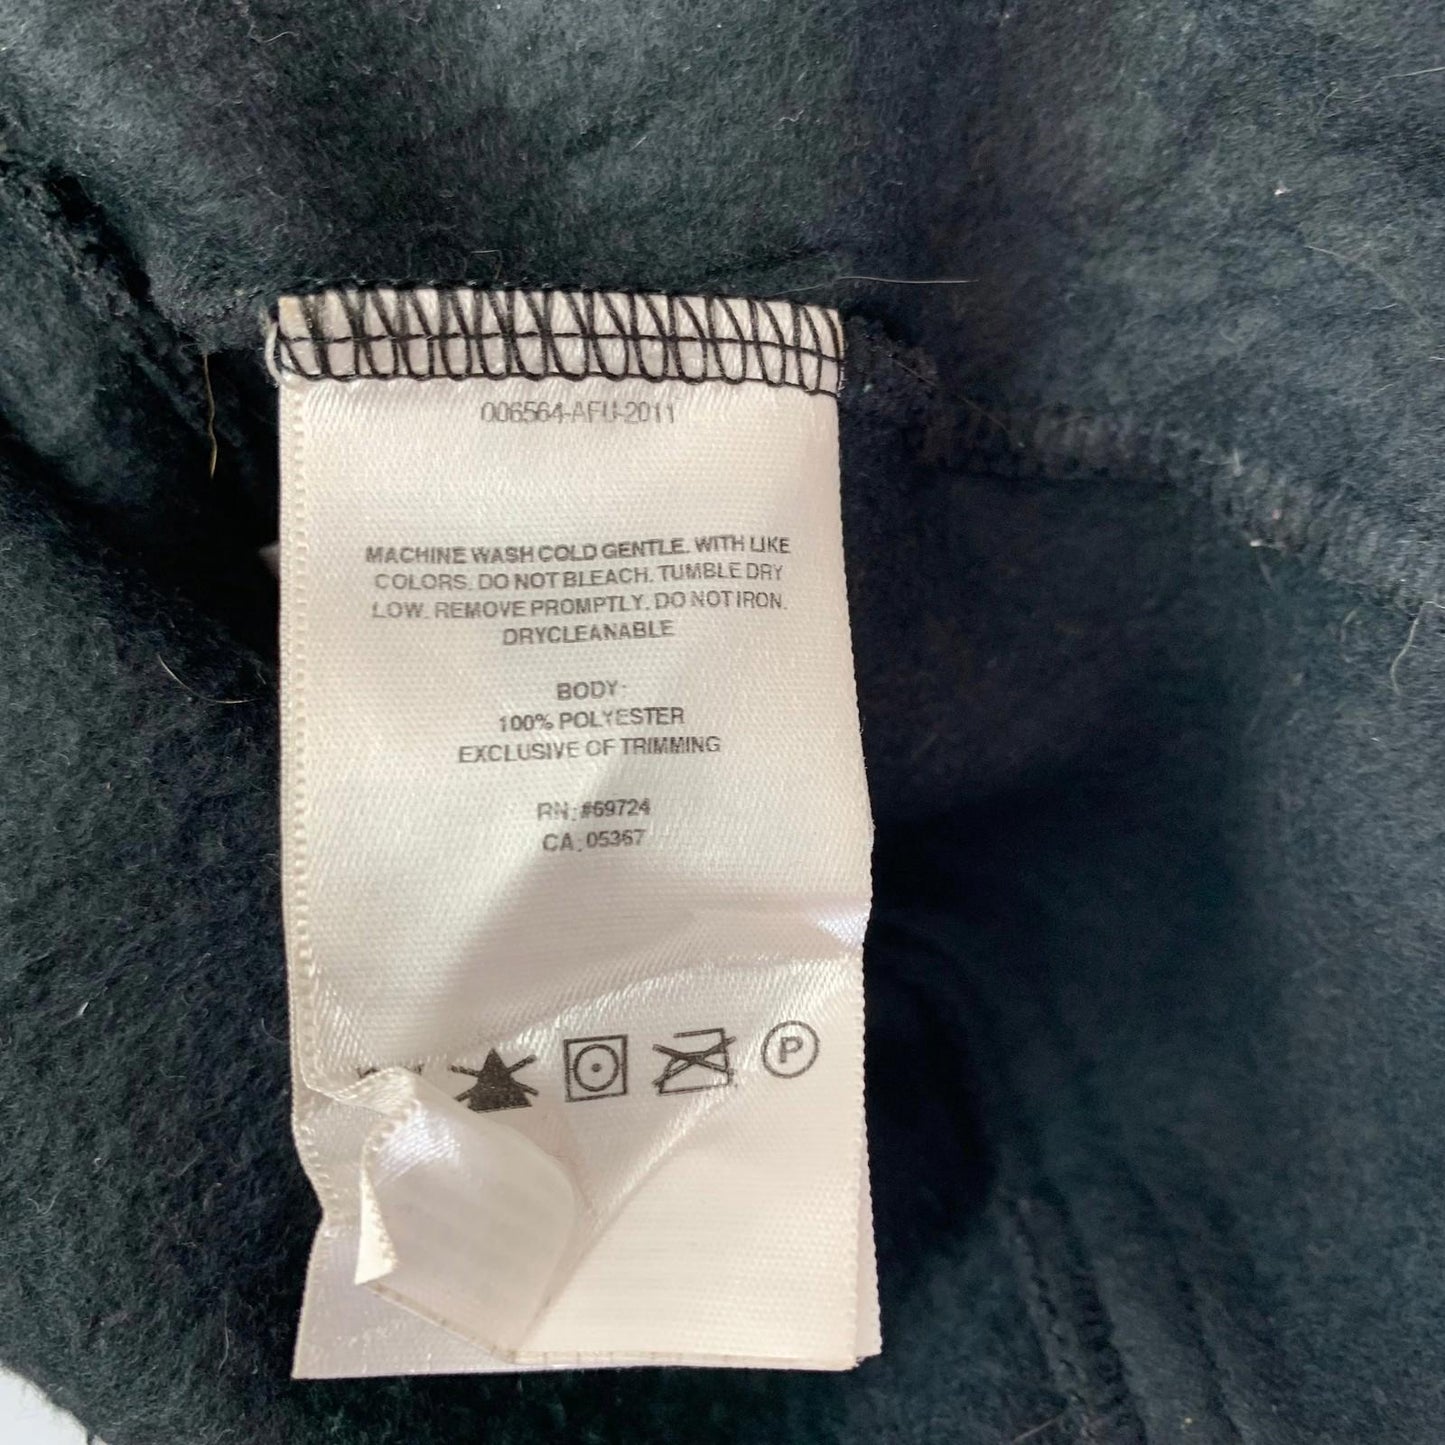 006564-AFU-2011
MACHINE WASH COLD GENTLE. WITH LIKE
COLORS. DO NOT BLEACH. TUMBLE DRY
LOW. REMOVE PROMPTLY. DO NOT IRON.
DRYCLEANABLE
BODY:
100% POLYESTER
EXCLUSIVE OF TRIMMING
RN: #69724
CA: 05367
P